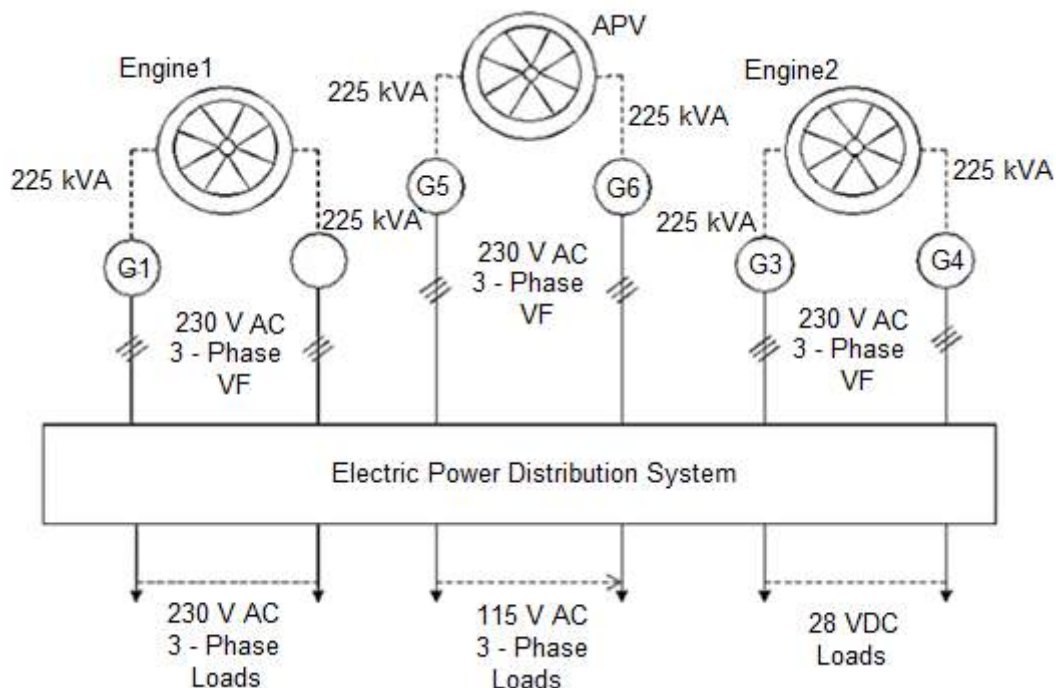 APV
Engine1
Engine2
225 kVA
225 kVA
225 kVA
225 kVA
225 kVA
225 kVA
G5
G6
G1
G3
G4
230 V AC
3 - Phase
VF
230 V AC
3 - Phase
VF
230 V AC
3 - Phase
VF
Electric Power Distribution System
230 V AC
3 - Phase
Loads
115 V AC
3 - Phase
Loads
28 VDC
Loads